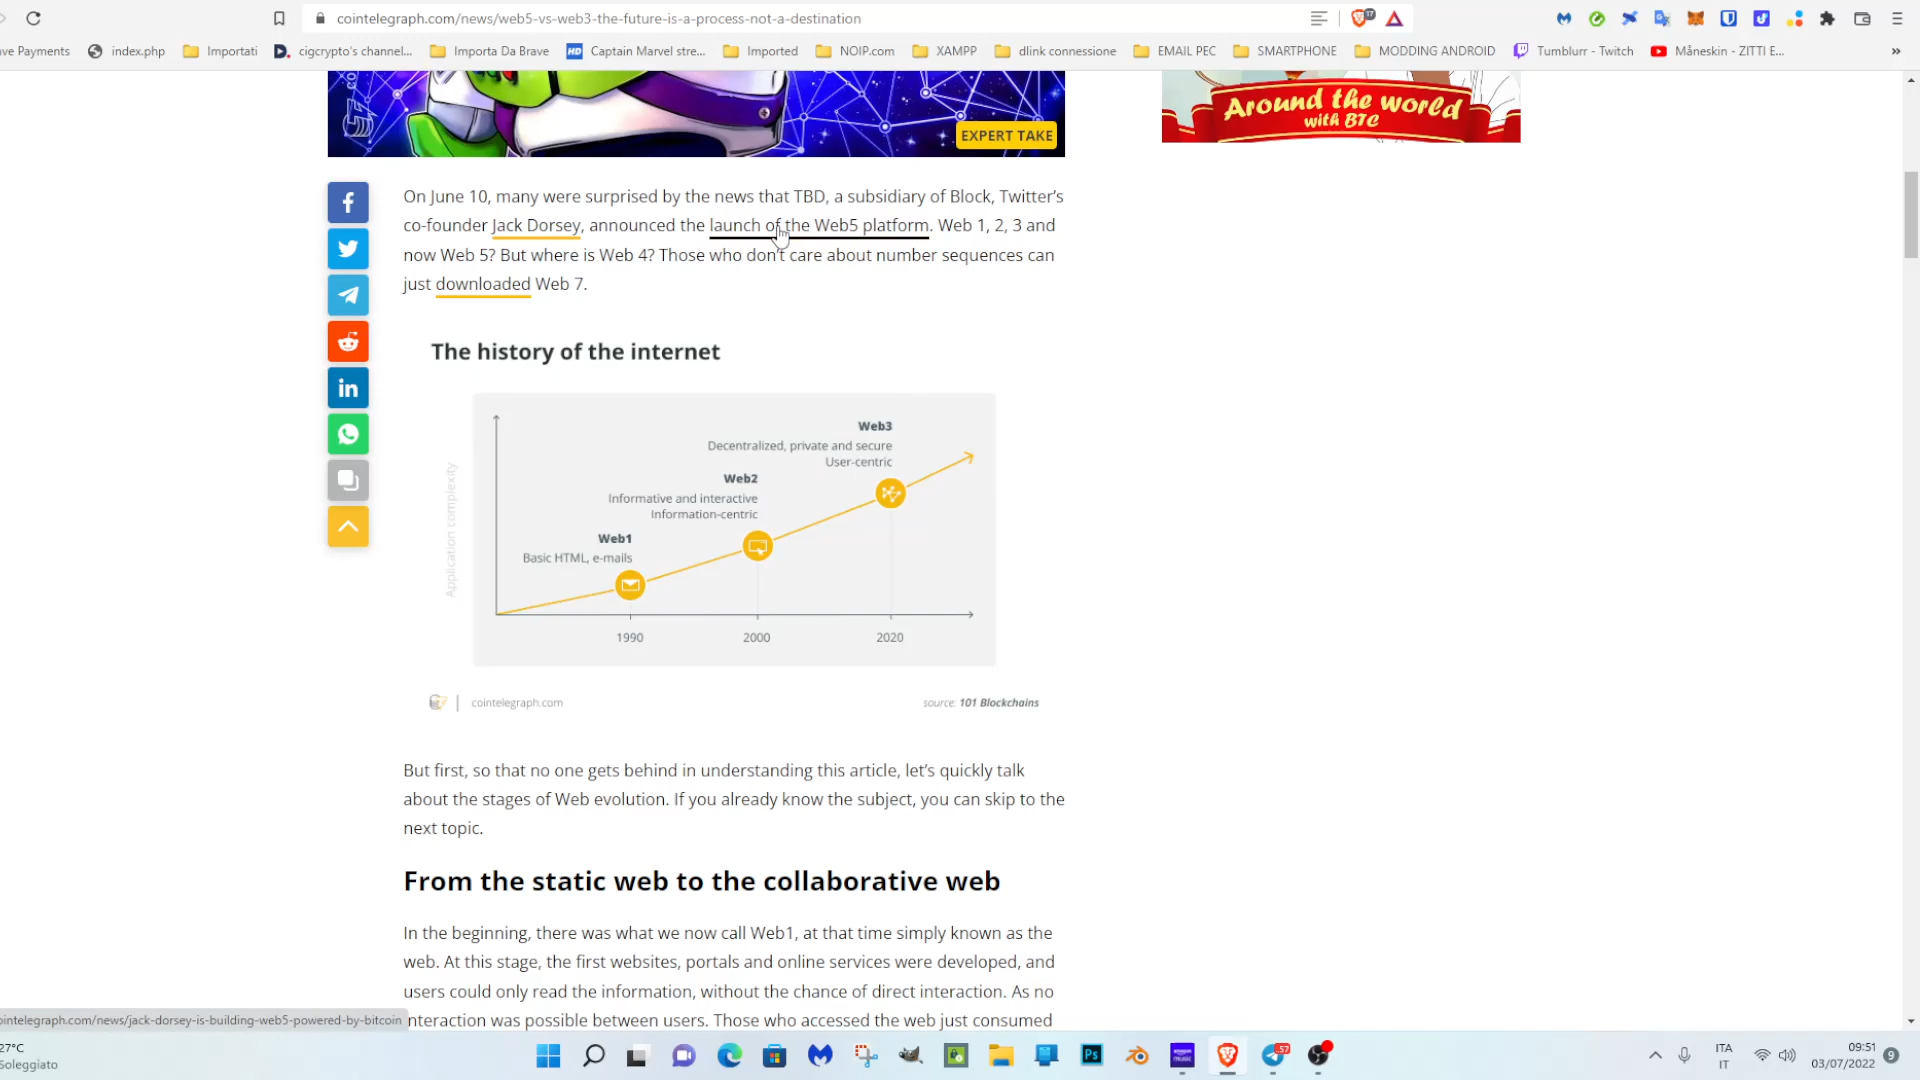 cointelegraph.com/news/web5-vs-web3-the-future-is-a-process-not-a-destination
17
ave Payments
index.php
Importati
cigcrypto's channel...
Importa Da Brave
HD
Captain Marvel stre...
Imported
NOIP.com
XAMPP
dlink connessione
EMAIL PEC
SMARTPHONE
MODDING ANDROID
Tumblurr - Twitch
Måneskin - ZITTI E...
»
EXPERT TAKE
Around the world
with BTC
On June 10, many were surprised by the news that TBD, a subsidiary of Block, Twitter's
co-founder Jack Dorsey, announced the launch of the Web5 platform. Web 1, 2, 3 and
now Web 5? But where is Web 4? Those who don't care about number sequences can
just downloaded Web 7.
The history of the internet
Application complexity
Web3
Decentralized, private and secure
User-centric
Web2
Informative and interactive
Information-centric
Web1
Basic HTML, e-mails
1990
2000
2020
cointelegraph.com
source: 101 Blockchains
But first, so that no one gets behind in understanding this article, let's quickly talk
about the stages of Web evolution. If you already know the subject, you can skip to the
next topic.
From the static web to the collaborative web
In the beginning, there was what we now call Web1, at that time simply known as the
web. At this stage, the first websites, portals and online services were developed, and
users could only read the information, without the chance of direct interaction. As no
interaction was possible between users. Those who accessed the web just consumed
ointelegraph.com/news/jack-dorsey-is-building-web5-powered-by-bitcoin
27°C
Soleggiato
Ps
amazon
music
57
ITA
IT
09:51
03/07/2022
9